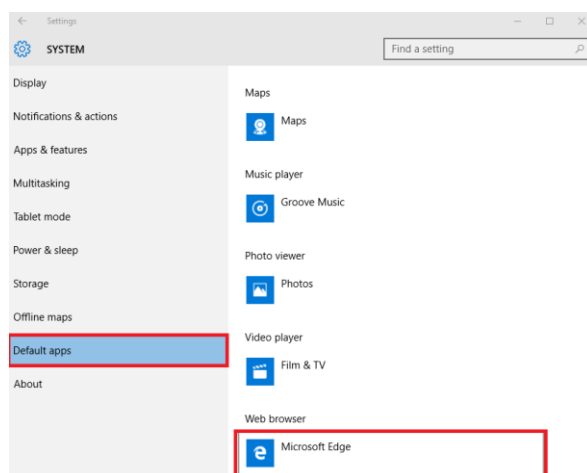 Settings
SYSTEM
Find a setting
Display
Notifications & actions
Apps & features
Multitasking
Tablet mode
Power & sleep
Storage
Offline maps
Default apps
About
Maps
Maps
Music player
Groove Music
Photo viewer
Photos
Video player
Film & TV
Web browser
Microsoft Edge